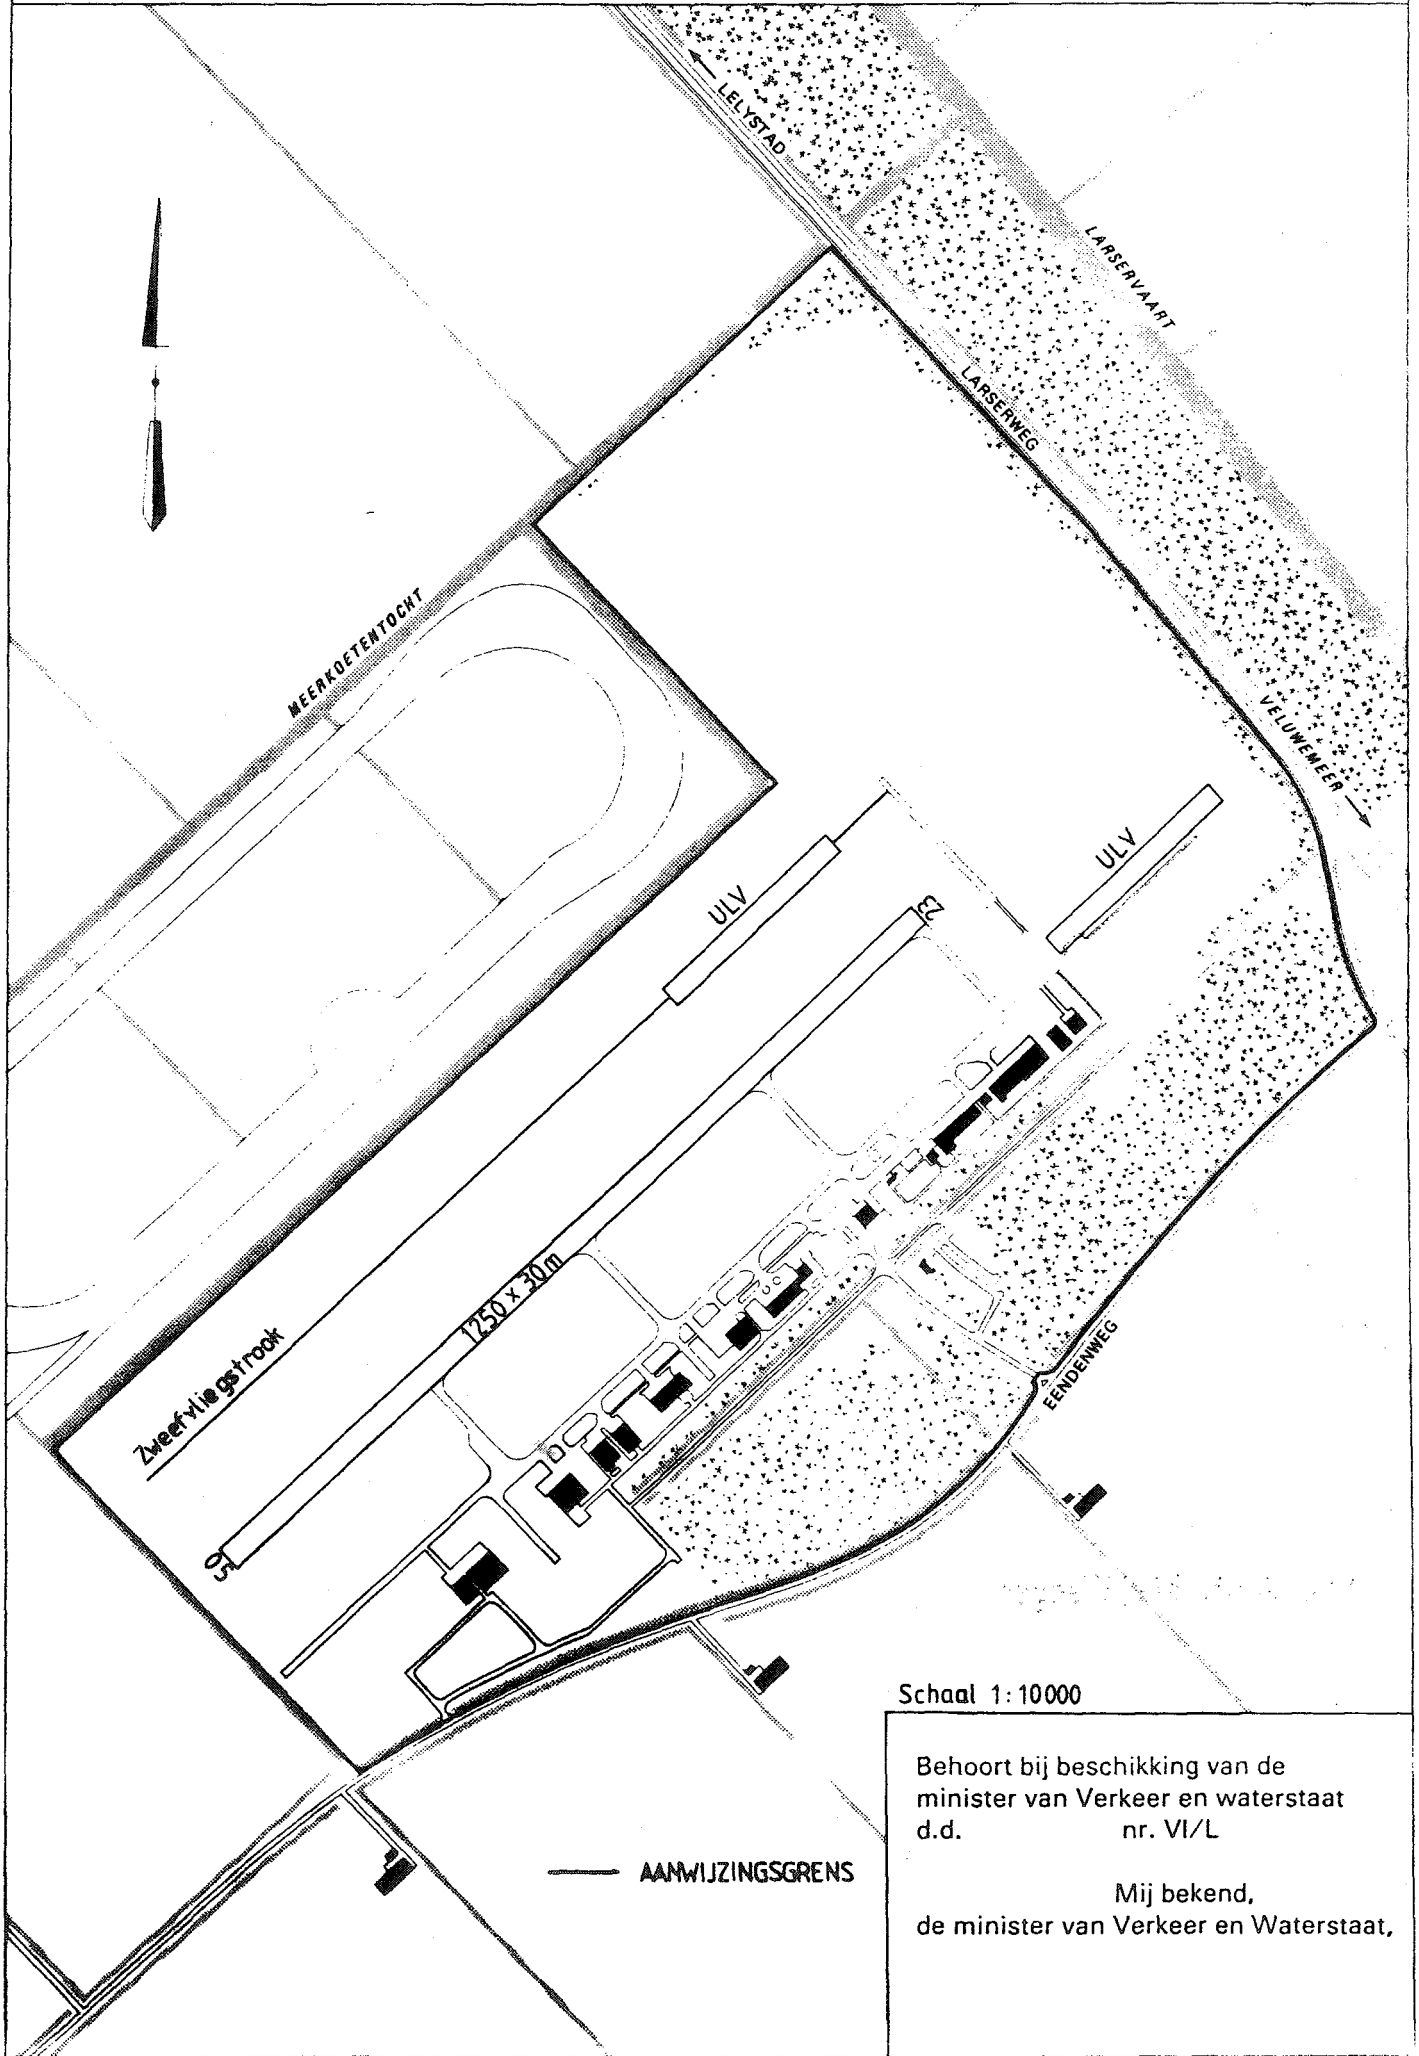 LELYSTAD
LARSERVAART
LARSERWEG
MEERKOETENTOCHT
VELUWEMEER
ULV
ULV
23
1250 x 30m
Zweefvliegstrook
05
EENDENWEG
Schaal 1:10000
Behoort bij beschikking van de
minister van Verkeer en waterstaat
d.d. nr. VI/L
Mij bekend,
de minister van Verkeer en Waterstaat,
AANWIJZINGSGRENS